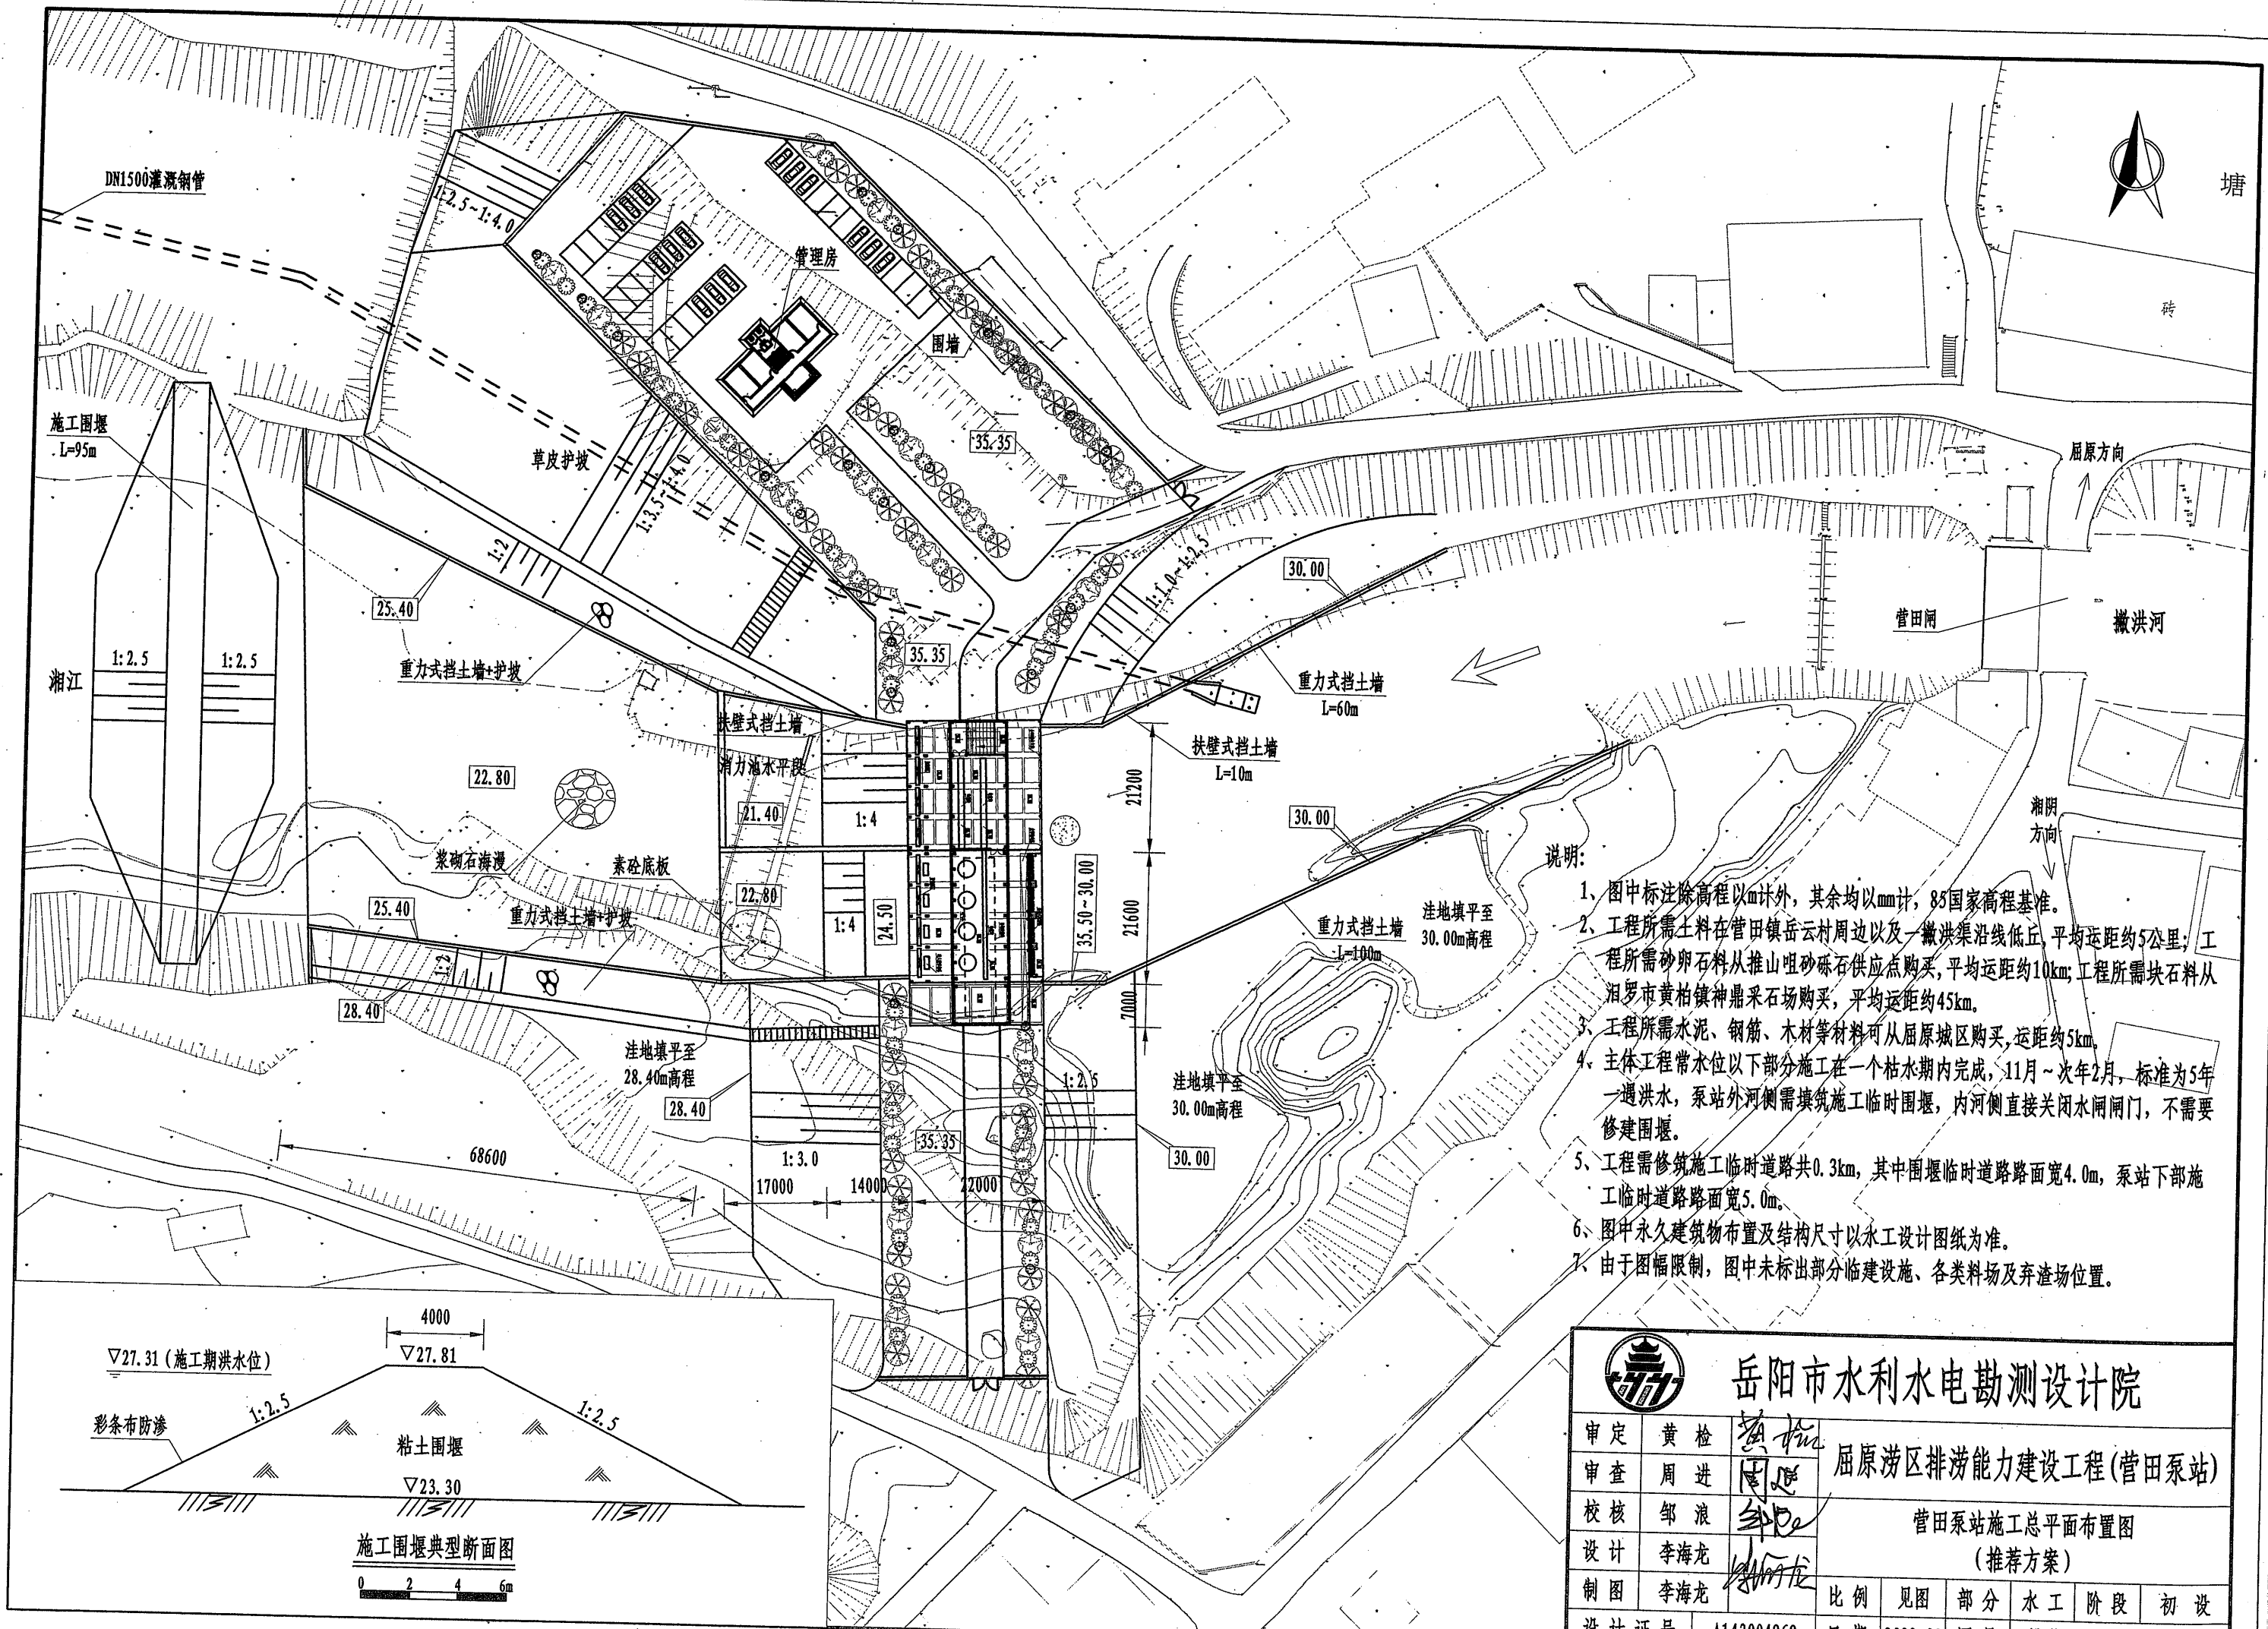 塘
砖
DN1500灌溉钢管
1:2.5~1:4.0
管理房
围墙
施工围堰
L=95m
草皮护坡
1:3.5~1:4.0
35.35
屈原方向
1:2
1:1.0~1:2.5
30.00
25.40
营田闸
撇洪河
湘江
1:2.5
1:2.5
重力式挡土墙+护坡
35.35
重力式挡土墙
L=60m
扶壁式挡土墙
消力池水平段
扶壁式挡土墙
L=10m
22.80
21.40
1:4
21200
30.00
湘阴
方向
浆砌石海漫
素砼底板
22.80
1:4
24.50
35.50~30.00
21600
25.40
重力式挡土墙+护坡
1:2
28.40
重力式挡土墙
L=100m
洼地填平至
30.00m高程
7000
洼地填平至
28.40m高程
28.40
1:2.5
洼地填平至
30.00m高程
30.00
35.35
1:3.0
68600
17000
14000
22000
说明:
1、图中标注除高程以m计外，其余均以mm计，85国家高程基准。
2、工程所需土料在营田镇岳云村周边以及一撇洪渠沿线低丘，平均运距约5公里；工
程所需砂卵石料从推山咀砂砾石供应点购买，平均运距约10km；工程所需块石料从
汨罗市黄柏镇神鼎采石场购买，平均运距约45km。
3、工程所需水泥、钢筋、木材等材料可从屈原城区购买，运距约5km。
4、主体工程常水位以下部分施工在一个枯水期内完成，11月～次年2月，标准为5年
一遇洪水，泵站外河侧需填筑施工临时围堰，内河侧直接关闭水闸闸门，不需要
修建围堰。
5、工程需修筑施工临时道路共0.3km，其中围堰临时道路路面宽4.0m，泵站下部施
工临时道路路面宽5.0m。
6、图中永久建筑物布置及结构尺寸以水工设计图纸为准。
7、由于图幅限制，图中未标出部分临建设施、各类料场及弃渣场位置。
4000
▽27.31（施工期洪水位）
▽27.81
1:2.5
1:2.5
彩条布防渗
粘土围堰
▽23.30
施工围堰典型断面图
0 2 4 6m
岳阳市水利水电勘测设计院
审定 黄检 黄检
审查 周进 周进
校核 邹浪 邹浪
设计 李海龙 李海龙
制图 李海龙
屈原涝区排涝能力建设工程(营田泵站)
营田泵站施工总平面布置图
（推荐方案）
比例 见图 部分 水工 阶段 初设